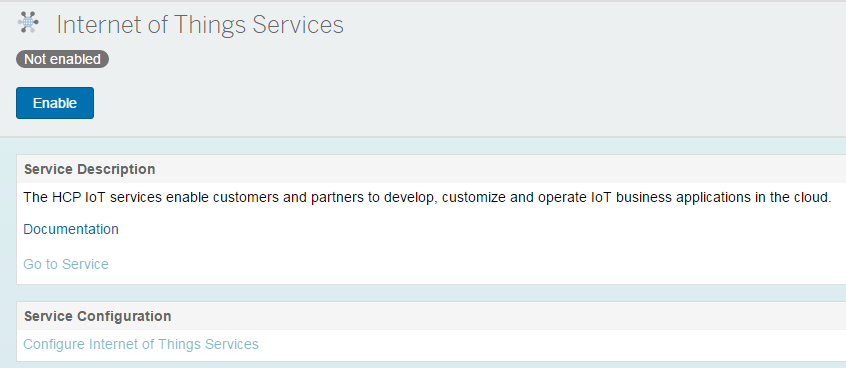 Internet of Things Services
Not enabled
Enable
Service Description
The HCP IoT services enable customers and partners to develop, customize and operate IoT business applications in the cloud.
Documentation
Go to Service
Service Configuration
Configure Internet of Things Services